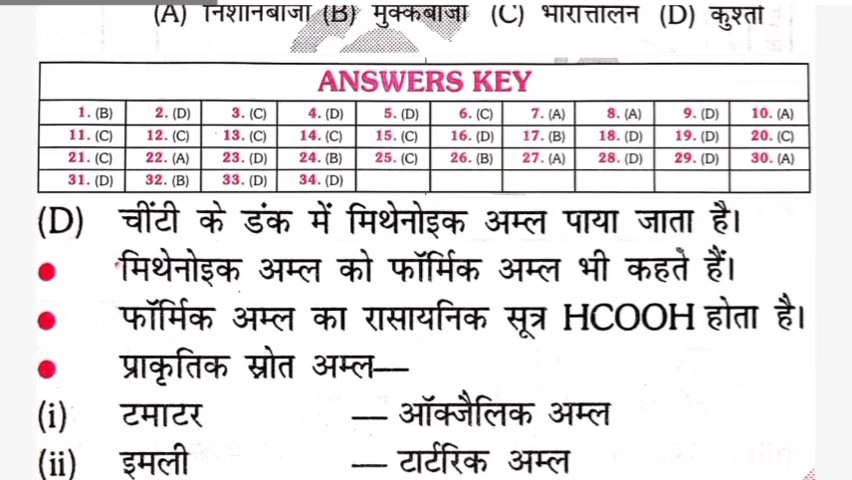 (A) निशानबाजी (B) मुक्केबाजी (C) भारोत्तोलन (D) कुश्ती
ANSWERS KEY
1. (B) 2. (D) 3. (C) 4. (D) 5. (D) 6. (C) 7. (A) 8. (A) 9. (D) 10. (A)
11. (C) 12. (C) 13. (C) 14. (C) 15. (C) 16. (D) 17. (B) 18. (D) 19. (D) 20. (C)
21. (C) 22. (A) 23. (D) 24. (B) 25. (C) 26. (B) 27. (A) 28. (D) 29. (D) 30. (A)
31. (D) 32. (B) 33. (D) 34. (D)
(D) चींटी के डंक में मिथेनोइक अम्ल पाया जाता है।
● मिथेनोइक अम्ल को फॉर्मिक अम्ल भी कहते हैं।
● फॉर्मिक अम्ल का रासायनिक सूत्र HCOOH होता है।
● प्राकृतिक स्रोत अम्ल—
(i) टमाटर — ऑक्जैलिक अम्ल
(ii) इमली — टार्टरिक अम्ल